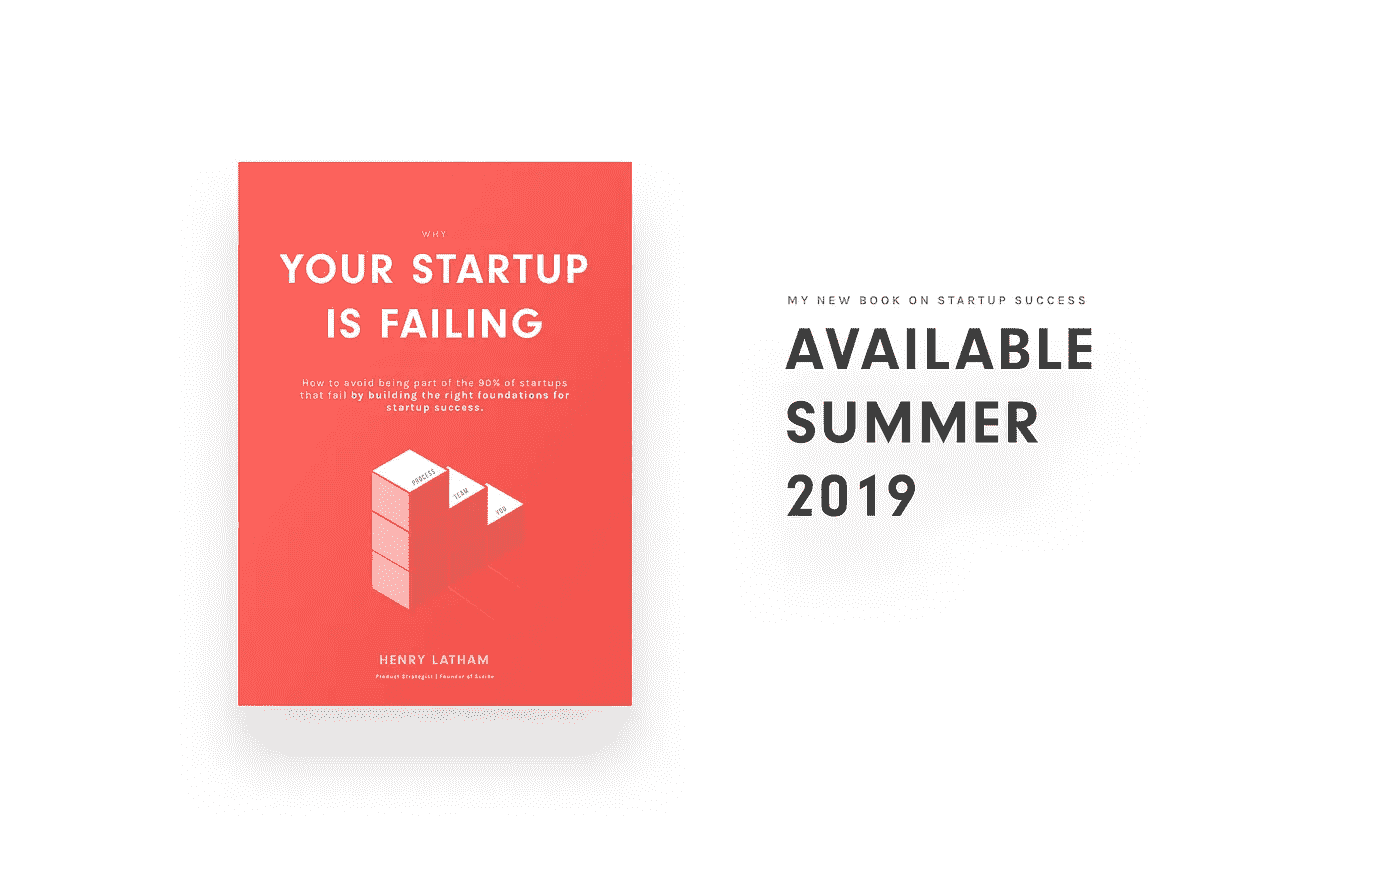 WHY
YOUR STARTUP
IS FAILING
How to avoid being part of the 90% of startups
that fail by building the right foundations for
startup success.
PROCESS
TEAM
YOU
HENRY LATHAM
Product Strategist | Founder of
MY NEW BOOK ON STARTUP SUCCESS
AVAILABLE
SUMMER
2019